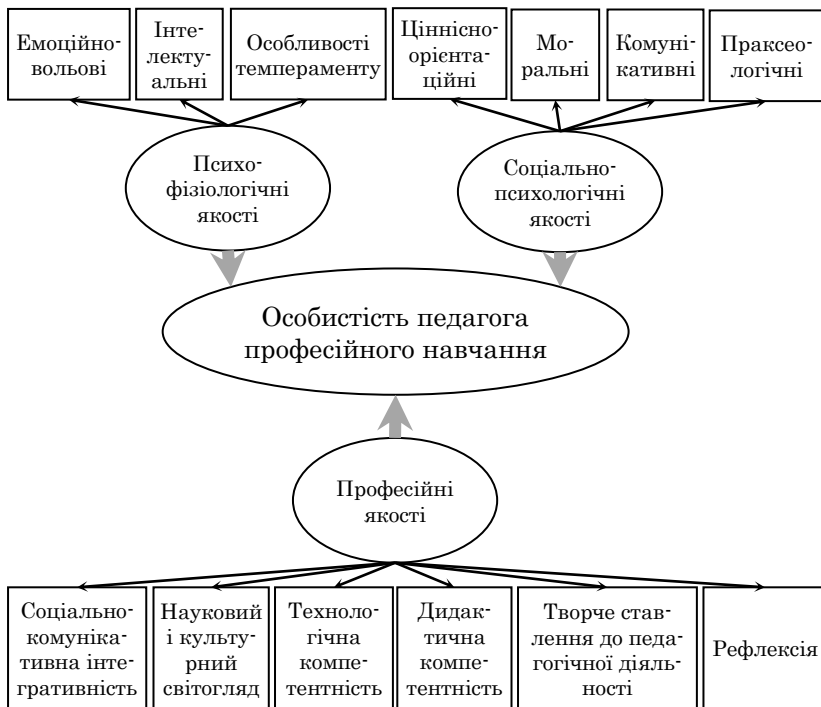 Емоційно-
вольові
Інте-
лекту-
альні
Особливості
темпераменту
Ціннісно-
орієнта-
ційні
Мо-
ральні
Комуні-
кативні
Праксео-
логічні
Психо-
фізіологічні
якості
Соціально-
психологічні
якості
Особистість педагога
професійного навчання
Професійні
якості
Соціально-
комуніка-
тивна інте-
гративність
Науковий
і культу-
рний
світогляд
Техноло-
гічна
компе-
тентність
Дидак-
тична
компе-
тентність
Творче став-
лення до педа-
гогічної діяль-
ності
Рефлексія